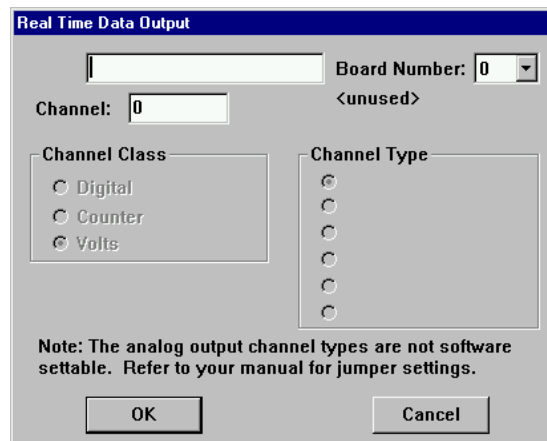 Real Time Data Output
Board Number: 0
Channel: 0
<unused>
Channel Class
Digital
Counter
Volts
Channel Type
Note: The analog output channel types are not software
settable. Refer to your manual for jumper settings.
OK
Cancel